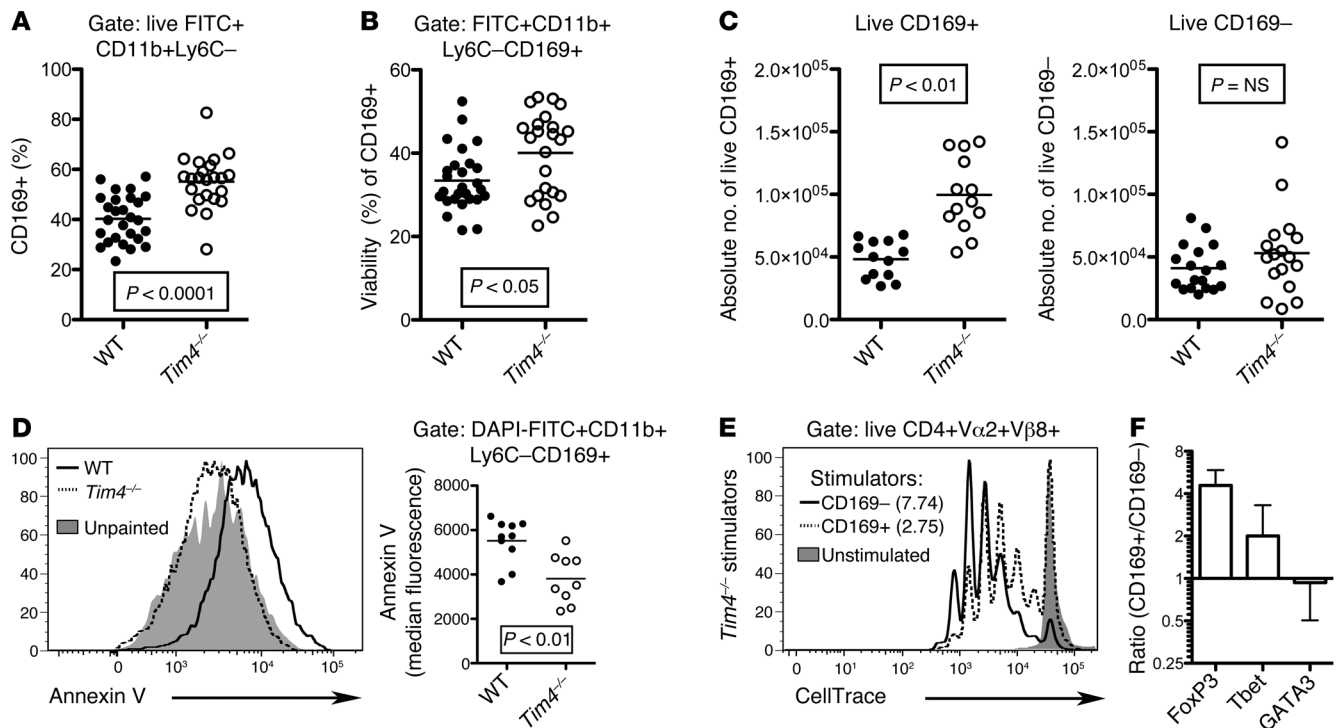 A
Gate: live FITC+
CD11b+Ly6C–
CD169+ (%)
100
80
60
40
20
0
P < 0.0001
WT
Tim4–/–
B
Gate: FITC+CD11b+
Ly6C–CD169+
Viability (%) of CD169+
60
40
20
0
P < 0.05
WT
Tim4–/–
C
Live CD169+
Absolute no. of live CD169+
2.0×10^05
1.5×10^05
1.0×10^05
5.0×10^04
0.0
P < 0.01
WT
Tim4–/–
Live CD169–
Absolute no. of live CD169–
2.0×10^05
1.5×10^05
1.0×10^05
5.0×10^04
0.0
P = NS
WT
Tim4–/–
D
100
80
60
40
20
0
WT
Tim4–/–
Unpainted
0 10^3 10^4 10^5
Annexin V
Gate: DAPI-FITC+CD11b+
Ly6C–CD169+
Annexin V
(median fluorescence)
8000
6000
4000
2000
0
P < 0.01
WT
Tim4–/–
E
Gate: live CD4+Vα2+Vβ8+
Tim4–/– stimulators
100
80
60
40
20
0
Stimulators:
CD169– (7.74)
CD169+ (2.75)
Unstimulated
0 10^1 10^2 10^3 10^4 10^5
CellTrace
F
Ratio (CD169+/CD169–)
8
4
2
1
0.5
0.25
FoxP3
Tbet
GATA3